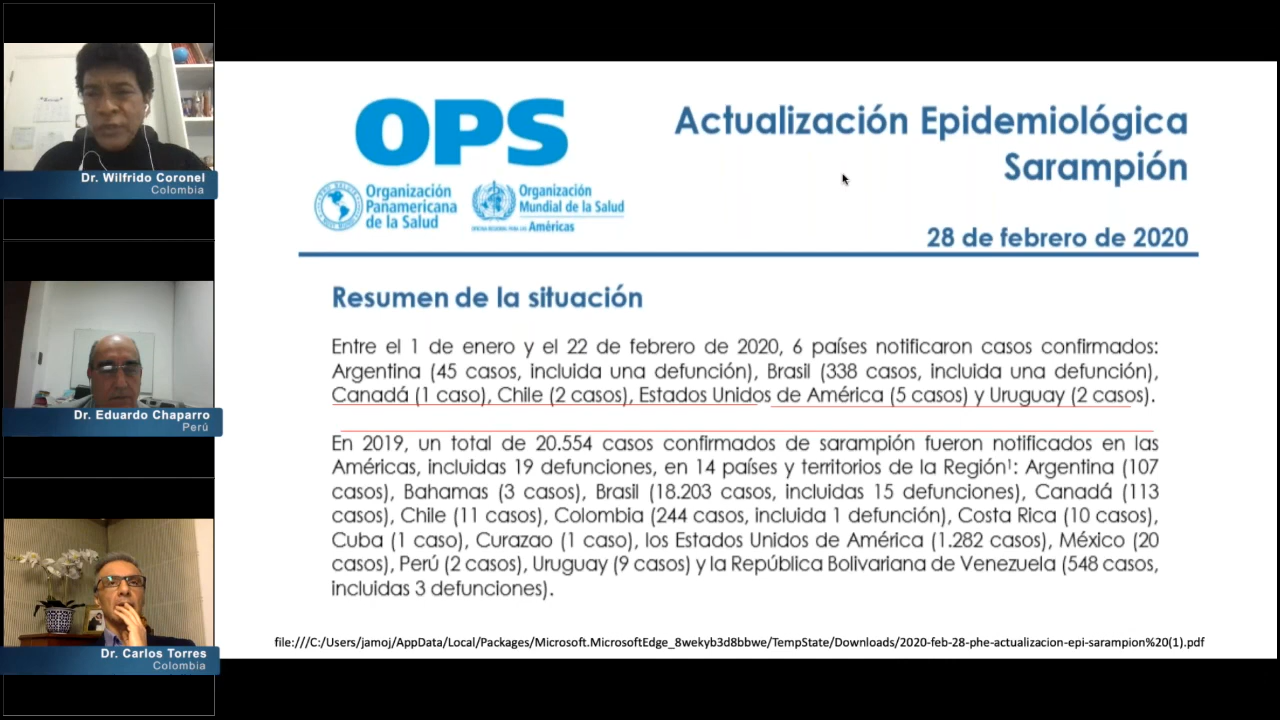 Dr. Wilfrido Coronel
Colombia
Dr. Eduardo Chaparro
Perú
Dr. Carlos Torres
Colombia
OPS
Organización
Panamericana
de la Salud
Organización
Mundial de la Salud
Américas
Actualización Epidemiológica
Sarampión
28 de febrero de 2020
Resumen de la situación
Entre el 1 de enero y el 22 de febrero de 2020, 6 países notificaron casos confirmados:
Argentina (45 casos, incluida una defunción), Brasil (338 casos, incluida una defunción),
Canadá (1 caso), Chile (2 casos), Estados Unidos de América (5 casos) y Uruguay (2 casos).
En 2019, un total de 20.554 casos confirmados de sarampión fueron notificados en las
Américas, incluidas 19 defunciones, en 14 países y territorios de la Región¹: Argentina (107
casos), Bahamas (3 casos), Brasil (18.203 casos, incluidas 15 defunciones), Canadá (113
casos), Chile (11 casos), Colombia (244 casos, incluida 1 defunción), Costa Rica (10 casos),
Cuba (1 caso), Curazao (1 caso), los Estados Unidos de América (1.282 casos), México (20
casos), Perú (2 casos), Uruguay (9 casos) y la República Bolivariana de Venezuela (548 casos,
incluidas 3 defunciones).
file:///C:/Users/jamoj/AppData/Local/Packages/Microsoft.MicrosoftEdge_8wekyb3d8bbwe/TempState/Downloads/2020-feb-28-phe-actualizacion-epi-sarampion%20(1).pdf